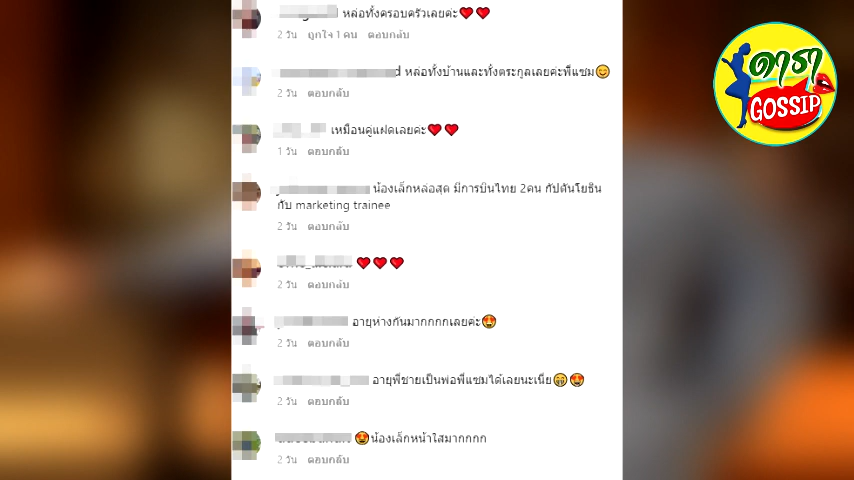 หล่อทั้งครอบครัวเลยค่ะ❤️❤️
2 วัน ถูกใจ 1 คน ตอบกลับ
ดารา
GOSSIP
หล่อทั้งบ้านและทั้งตระกูลเลยค่ะพี่แซม😊
2 วัน ตอบกลับ
เหมือนคู่แฝดเลยค่ะ❤️❤️
1 วัน ตอบกลับ
น้องเล็กหล่อสุด มีการบินไทย 2คน กัปตันโยธิน
กับ marketing trainee
2 วัน ตอบกลับ
❤️❤️❤️
2 วัน ตอบกลับ
อายุห่างกันมากกกกเลยค่ะ😍
2 วัน ตอบกลับ
อายุพี่ชายเป็นพ่อพี่แซมได้เลยนะเนี่ย😁😍
2 วัน ตอบกลับ
😍น้องเล็กหน้าใสมากกกก
2 วัน ตอบกลับ